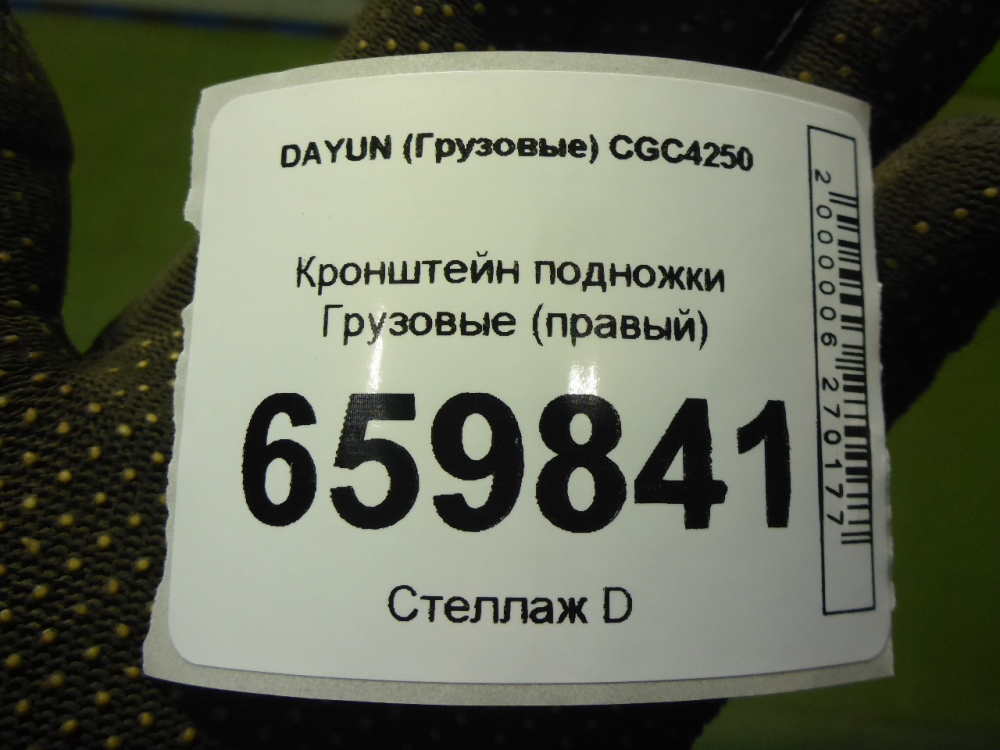 DAYUN (Грузовые) CGC4250
Кронштейн подножки
Грузовые (правый)
659841
Стеллаж D
2000006270177